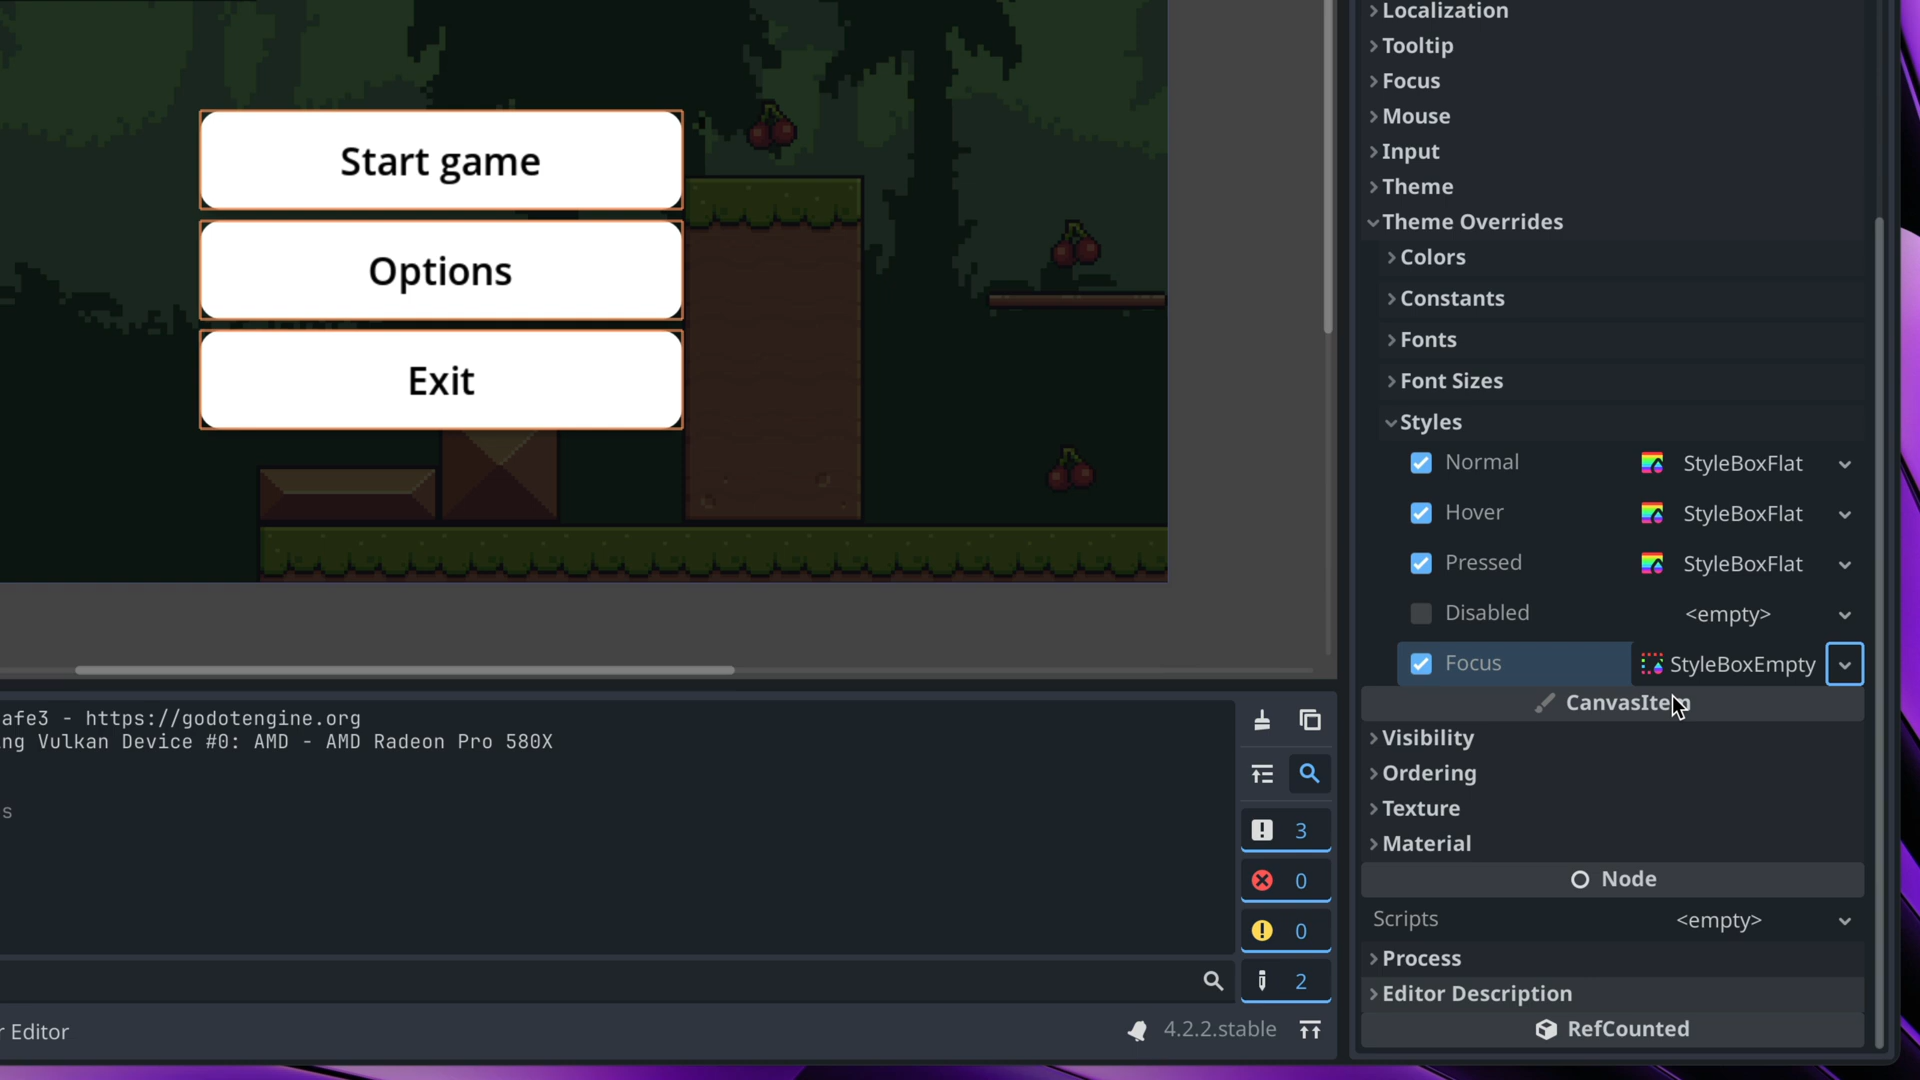 Start game
Options
Exit
afe3 - https://godotengine.org
ng Vulkan Device #0: AMD - AMD Radeon Pro 580X
s
3
0
0
2
r Editor
4.2.2.stable
Localization
Tooltip
Focus
Mouse
Input
Theme
Theme Overrides
Colors
Constants
Fonts
Font Sizes
Styles
Normal StyleBoxFlat
Hover StyleBoxFlat
Pressed StyleBoxFlat
Disabled <empty>
Focus StyleBoxEmpty
CanvasItem
Visibility
Ordering
Texture
Material
Node
Scripts <empty>
Process
Editor Description
RefCounted